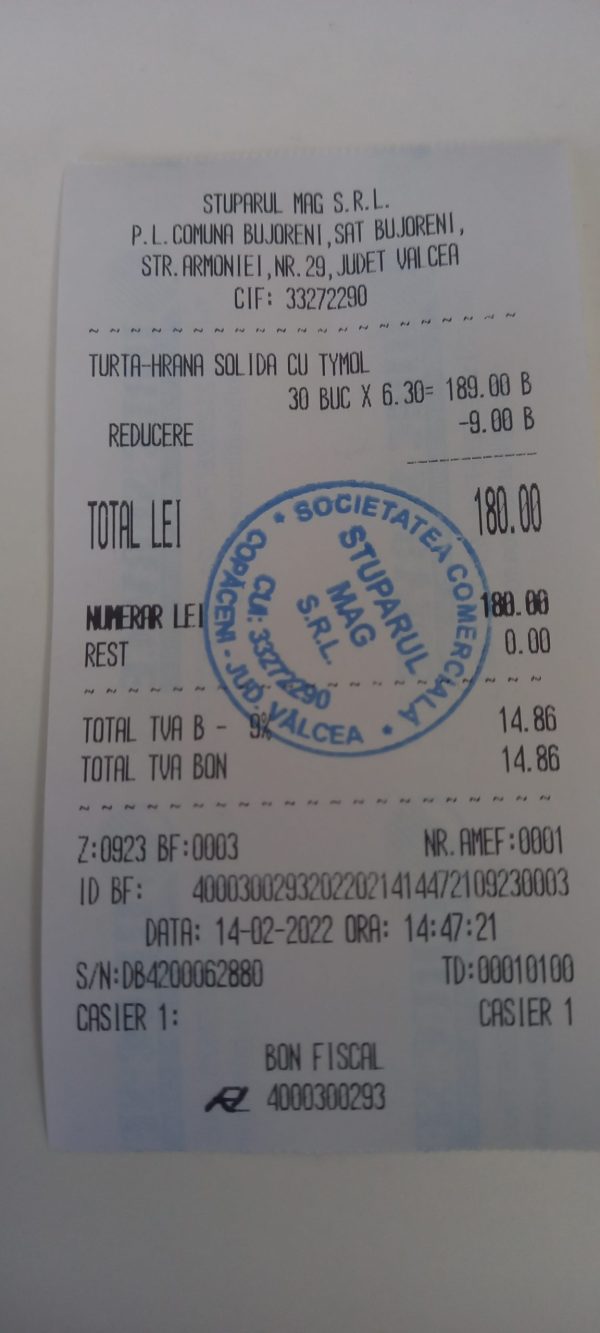 STUPARUL MAG S.R.L.
P.L.COMUNA BUJORENI,SAT BUJORENI,
STR.ARMONIEI,NR.29,JUDET VALCEA
CIF: 33272290
~ ~ ~ ~ ~ ~ ~ ~ ~ ~ ~ ~ ~ ~ ~ ~ ~ ~ ~ ~ ~
TURTA-HRANA SOLIDA CU TYMOL
30 BUC X 6.30= 189.00 B
REDUCERE -9.00 B
TOTAL LEI 180.00
NUMERAR LEI 180.00
REST 0.00
~ ~ ~ ~ ~ ~ ~ ~ ~ ~ ~ ~ ~ ~ ~ ~ ~ ~ ~ ~ ~
TOTAL TVA B - 9% 14.86
TOTAL TVA BON 14.86
~ ~ ~ ~ ~ ~ ~ ~ ~ ~ ~ ~ ~ ~ ~ ~ ~ ~ ~ ~ ~
Z:0923 BF:0003 NR.AMEF:0001
ID BF: 40003002932022021414472109230003
DATA: 14-02-2022 ORA: 14:47:21
S/N:DB4200062880 TD:00010100
CASIER 1: CASIER 1
BON FISCAL
4000300293
SOCIETATEA COMERCIALA
STUPARUL
MAG
S.R.L.
CUI: 33272290
COPĂCENI - JUD. VÂLCEA